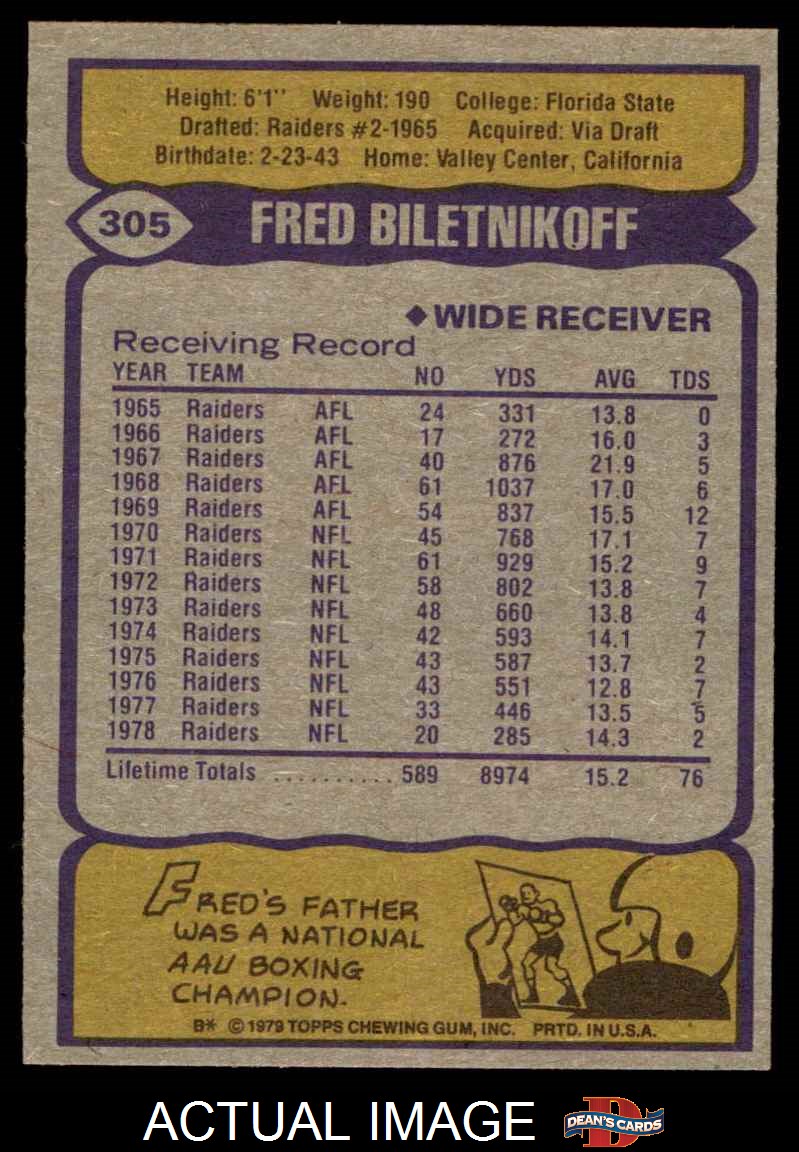 Height: 6'1'' Weight: 190 College: Florida State
Drafted: Raiders #2-1965 Acquired: Via Draft
Birthdate: 2-23-43 Home: Valley Center, California
305 FRED BILETNIKOFF
◆WIDE RECEIVER
Receiving Record
YEAR TEAM NO YDS AVG TDS
1965 Raiders AFL 24 331 13.8 0
1966 Raiders AFL 17 272 16.0 3
1967 Raiders AFL 40 876 21.9 5
1968 Raiders AFL 61 1037 17.0 6
1969 Raiders AFL 54 837 15.5 12
1970 Raiders NFL 45 768 17.1 7
1971 Raiders NFL 61 929 15.2 9
1972 Raiders NFL 58 802 13.8 7
1973 Raiders NFL 48 660 13.8 4
1974 Raiders NFL 42 593 14.1 7
1975 Raiders NFL 43 587 13.7 2
1976 Raiders NFL 43 551 12.8 7
1977 Raiders NFL 33 446 13.5 5
1978 Raiders NFL 20 285 14.3 2
Lifetime Totals .......... 589 8974 15.2 76
FRED'S FATHER
WAS A NATIONAL
AAU BOXING
CHAMPION.
B* © 1979 TOPPS CHEWING GUM, INC. PRTD. IN U.S.A.
ACTUAL IMAGE D DEAN'S CARDS